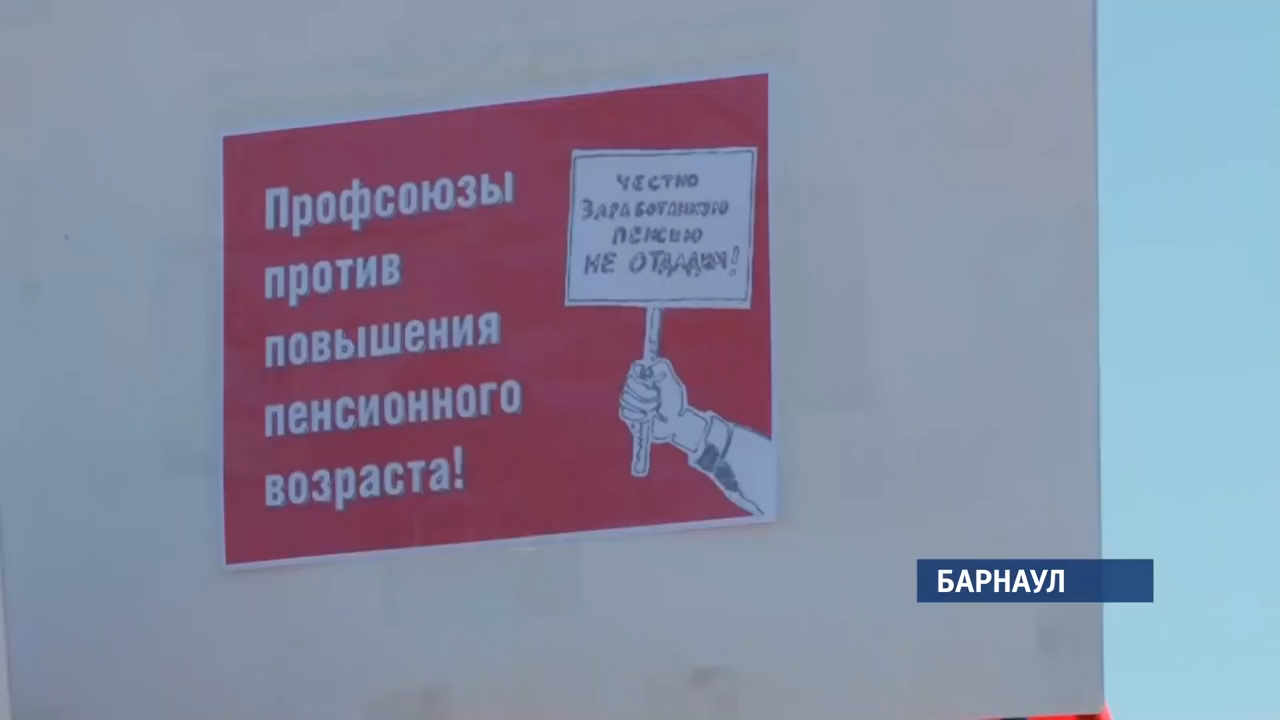 Профсоюзы
против
повышения
пенсионного
возраста!
ЧЕСТНО
ЗАРАБОТАННУЮ
ПЕНСИЮ
НЕ ОТДАДИМ!
БАРНАУЛ